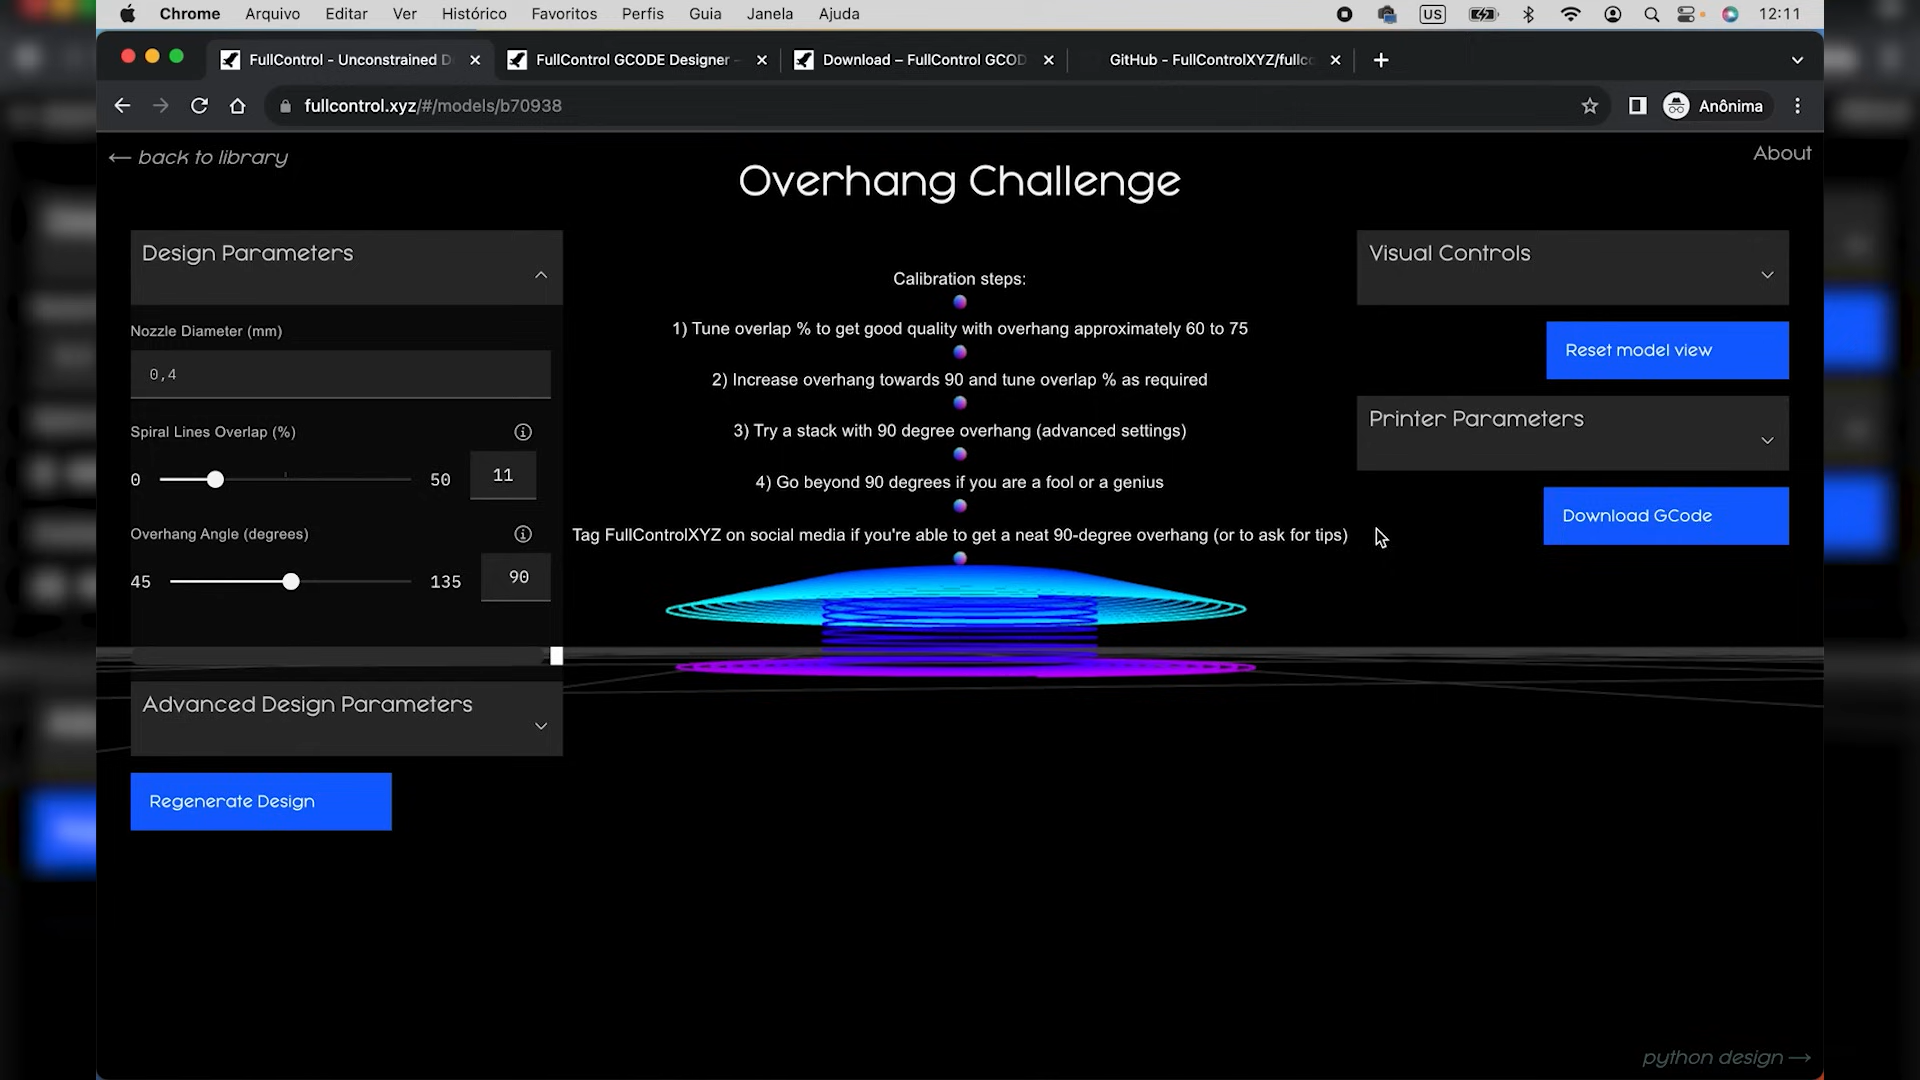 Chrome Arquivo Editar Ver Histórico Favoritos Perfis Guia Janela Ajuda US 12:11
FullControl - Unconstrained D
FullControl GCODE Designer -
Download – FullControl GCOD
GitHub - FullControlXYZ/fullc
fullcontrol.xyz/#/models/b70938
Anônima
← back to library
About
Overhang Challenge
Design Parameters
Nozzle Diameter (mm)
0,4
Spiral Lines Overlap (%)
0 50 11
Overhang Angle (degrees)
45 135 90
Advanced Design Parameters
Regenerate Design
Calibration steps:
1) Tune overlap % to get good quality with overhang approximately 60 to 75
2) Increase overhang towards 90 and tune overlap % as required
3) Try a stack with 90 degree overhang (advanced settings)
4) Go beyond 90 degrees if you are a fool or a genius
Tag FullControlXYZ on social media if you're able to get a neat 90-degree overhang (or to ask for tips)
Visual Controls
Reset model view
Printer Parameters
Download GCode
python design →